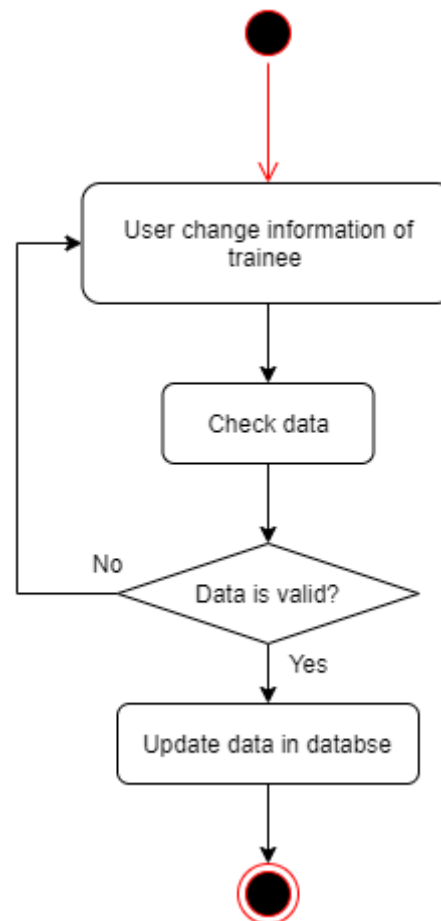 User change information of
trainee
Check data
No
Data is valid?
Yes
Update data in databse